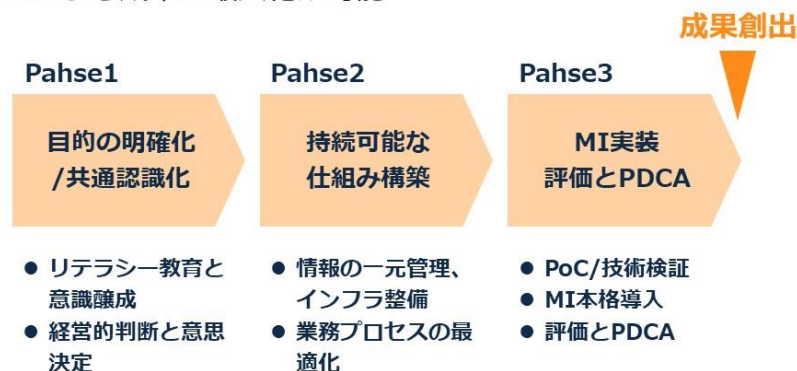 成果創出
Pahse1
Pahse2
Pahse3
目的の明確化
/共通認識化
持続可能な
仕組み構築
MI実装
評価とPDCA
● リテラシー教育と
意識醸成
● 経営的判断と意思
決定
● 情報の一元管理、
インフラ整備
● 業務プロセスの最
適化
● PoC/技術検証
● MI本格導入
● 評価とPDCA